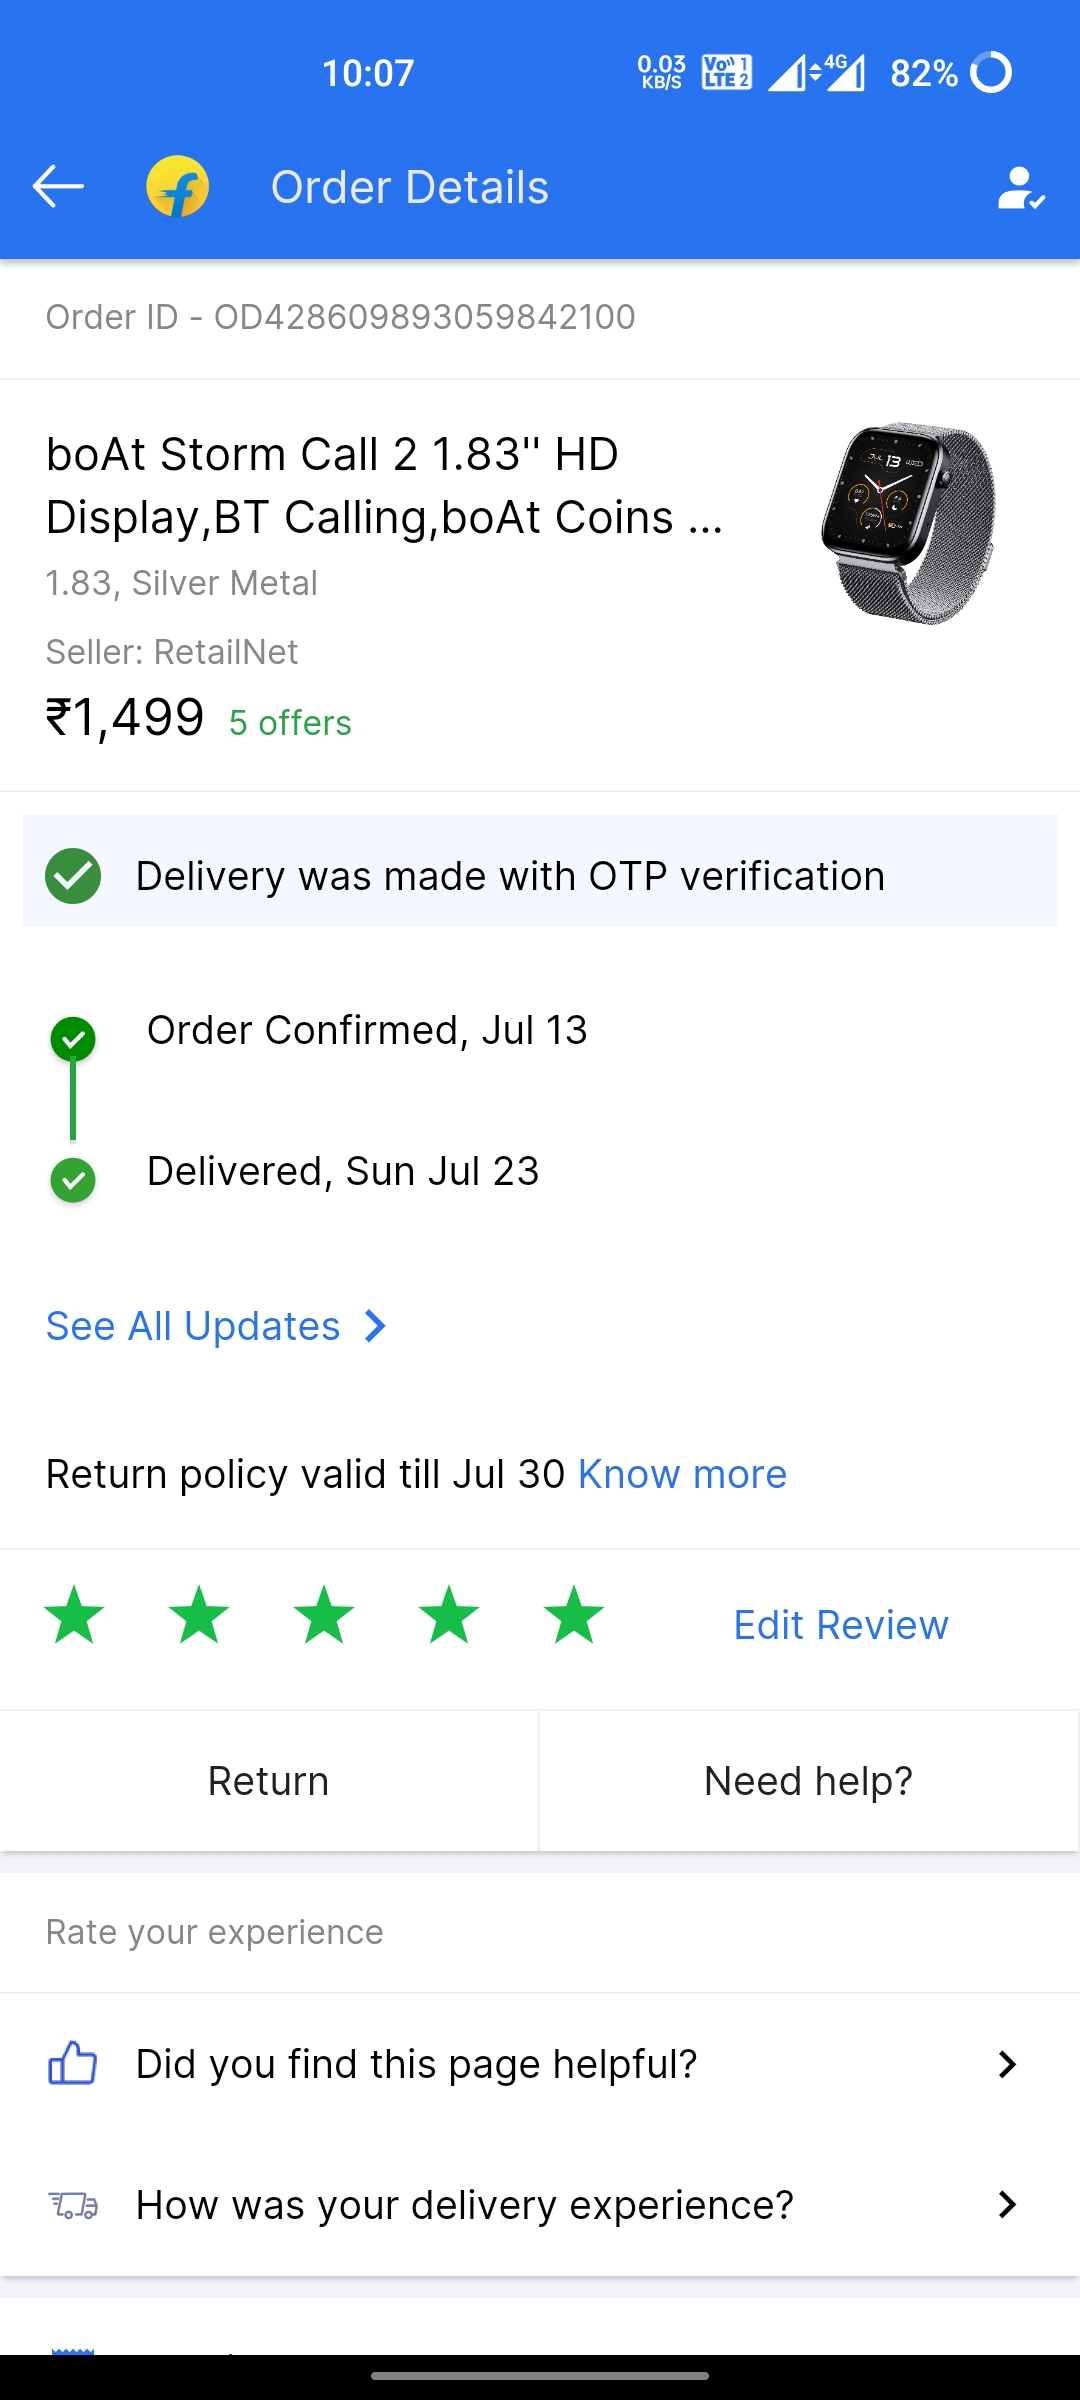 10:07
0.03 KB/S
Vo 1 LTE 2
4G
82%
Order Details
Order ID - OD428609893059842100
boAt Storm Call 2 1.83" HD
Display,BT Calling,boAt Coins ...
JUL 13 WED
1.83, Silver Metal
Seller: RetailNet
₹1,499 5 offers
Delivery was made with OTP verification
Order Confirmed, Jul 13
Delivered, Sun Jul 23
See All Updates
Return policy valid till Jul 30 Know more
Edit Review
Return
Need help?
Rate your experience
Did you find this page helpful?
How was your delivery experience?